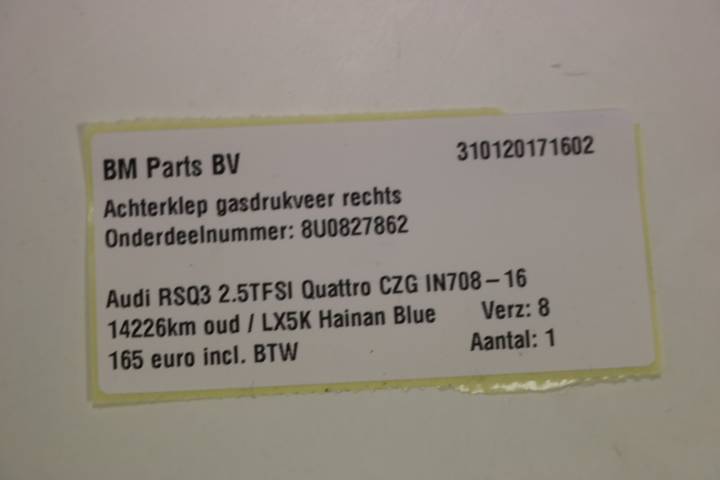 BM Parts BV 310120171602
Achterklep gasdrukveer rechts
Onderdeelnummer: 8U0827862
Audi RSQ3 2.5TFSI Quattro CZG IN708-16
14226km oud / LX5K Hainan Blue Verz: 8
165 euro incl. BTW Aantal: 1